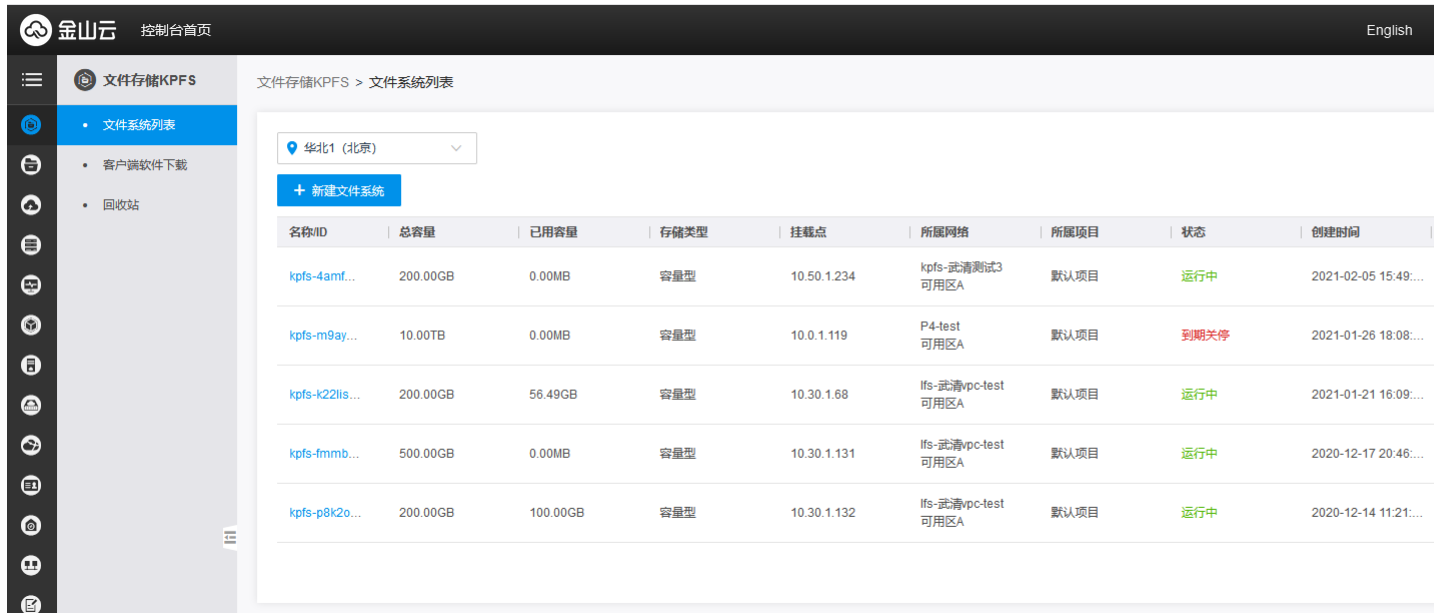 金山云 控制台首页 English
文件存储KPFS
文件存储KPFS > 文件系统列表
文件系统列表
客户端软件下载
回收站
华北1（北京）
+ 新建文件系统
名称/ID 总容量 已用容量 存储类型 挂载点 所属网络 所属项目 状态 创建时间
kpfs-4amf... 200.00GB 0.00MB 容量型 10.50.1.234 kpfs-武清测试3 默认项目 运行中 2021-02-05 15:49:...
可用区A
kpfs-m9ay... 10.00TB 0.00MB 容量型 10.0.1.119 P4-test 默认项目 到期关停 2021-01-26 18:08:...
可用区A
kpfs-k22lis... 200.00GB 56.49GB 容量型 10.30.1.68 lfs-武清vpc-test 默认项目 运行中 2021-01-21 16:09:...
可用区A
kpfs-fmmb... 500.00GB 0.00MB 容量型 10.30.1.131 lfs-武清vpc-test 默认项目 运行中 2020-12-17 20:46:...
可用区A
kpfs-p8k2o... 200.00GB 100.00GB 容量型 10.30.1.132 lfs-武清vpc-test 默认项目 运行中 2020-12-14 11:21:...
可用区A